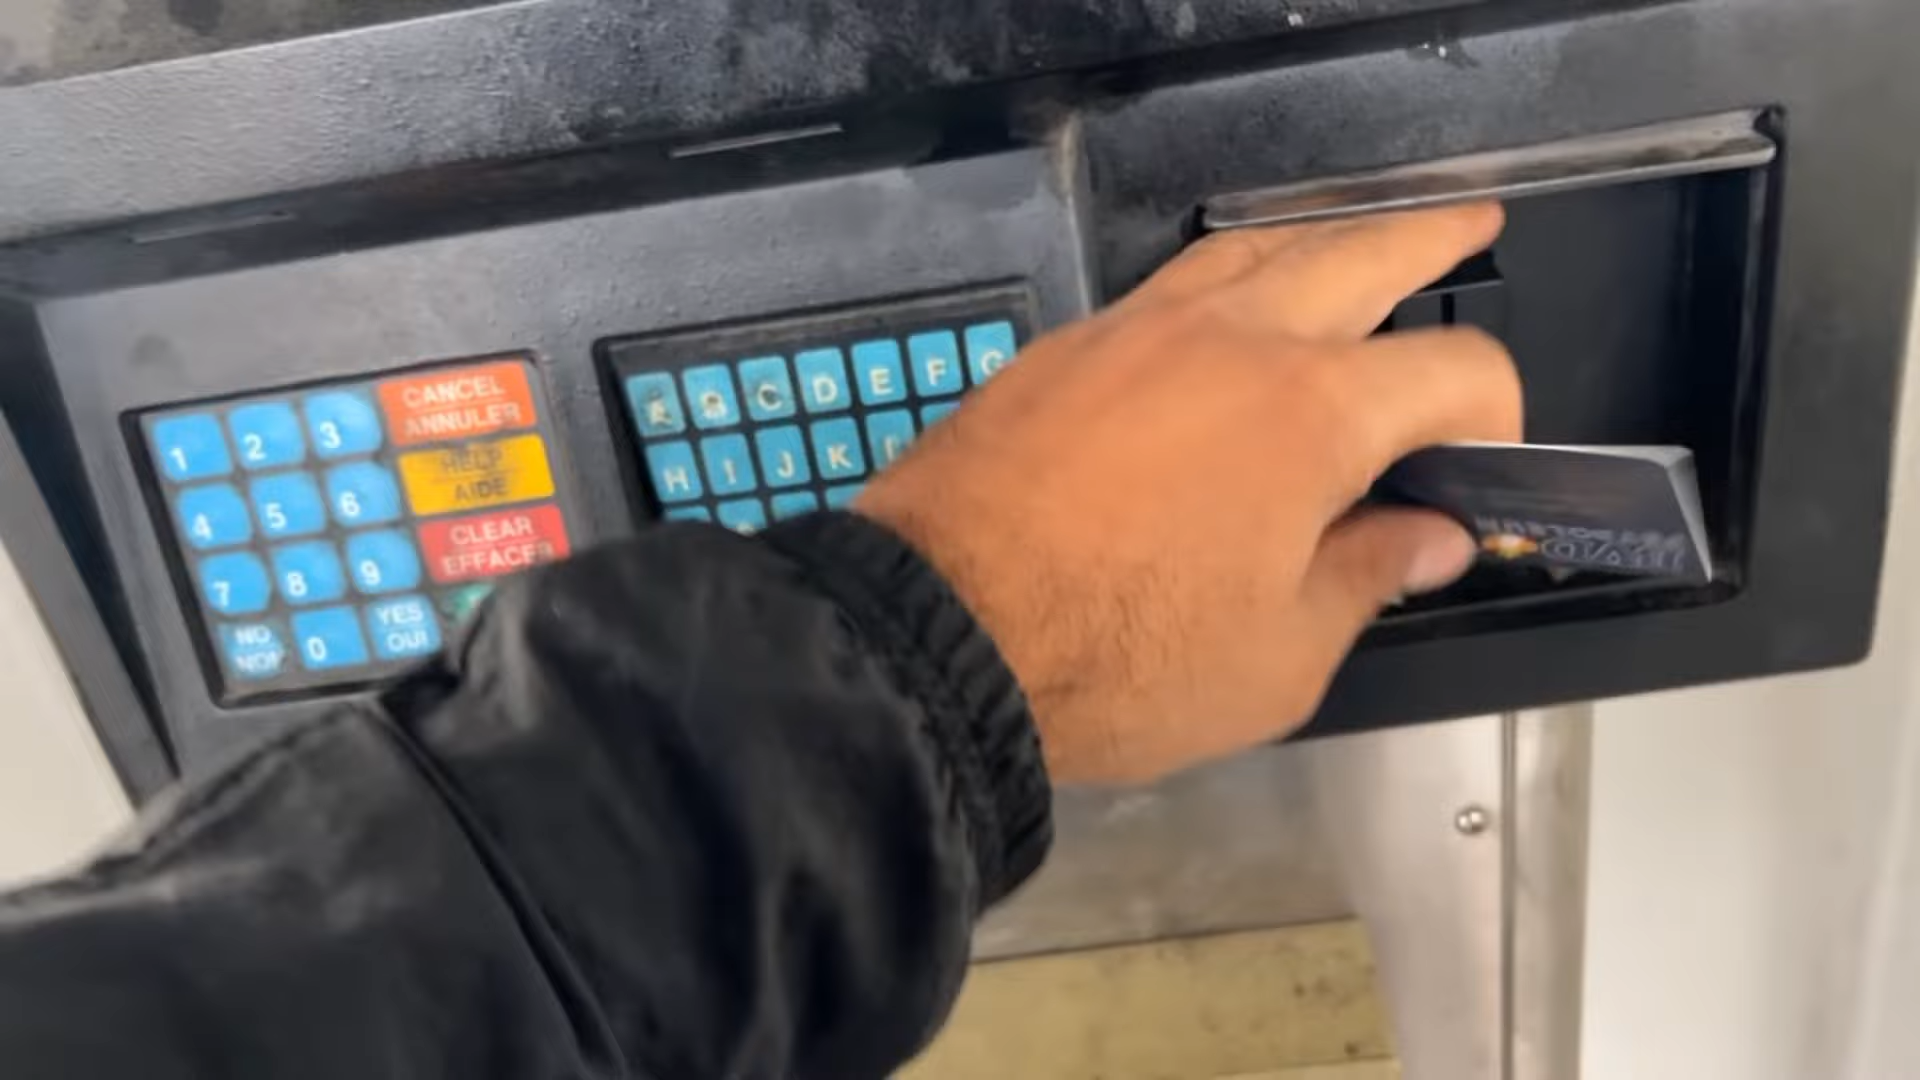 1 2 3 CANCEL
ANNULER
4 5 6 HELP
AIDE
7 8 9 CLEAR
EFFACER
NO
NON
0
YES
OUI
A B C D E F G
H I J K